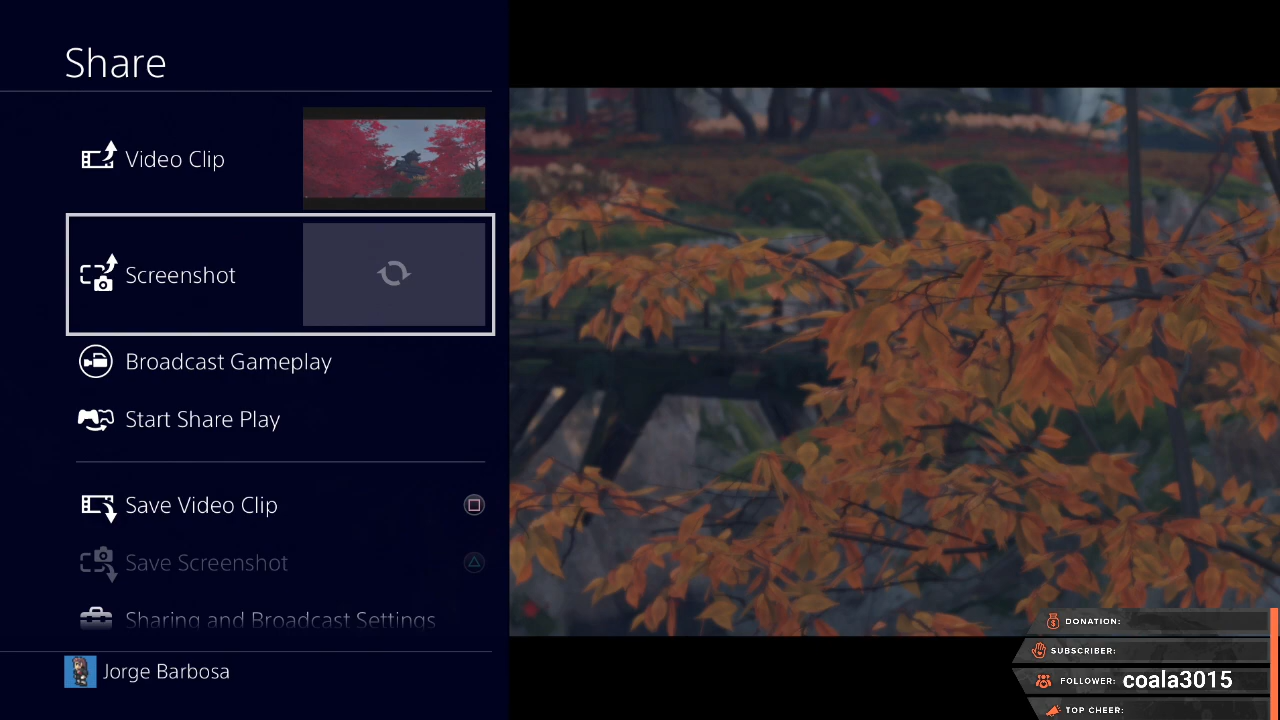 Share
Video Clip
Screenshot
Broadcast Gameplay
Start Share Play
Save Video Clip
Save Screenshot
Sharing and Broadcast Settings
Jorge Barbosa
DONATION:
SUBSCRIBER:
FOLLOWER: coala3015
TOP CHEER: